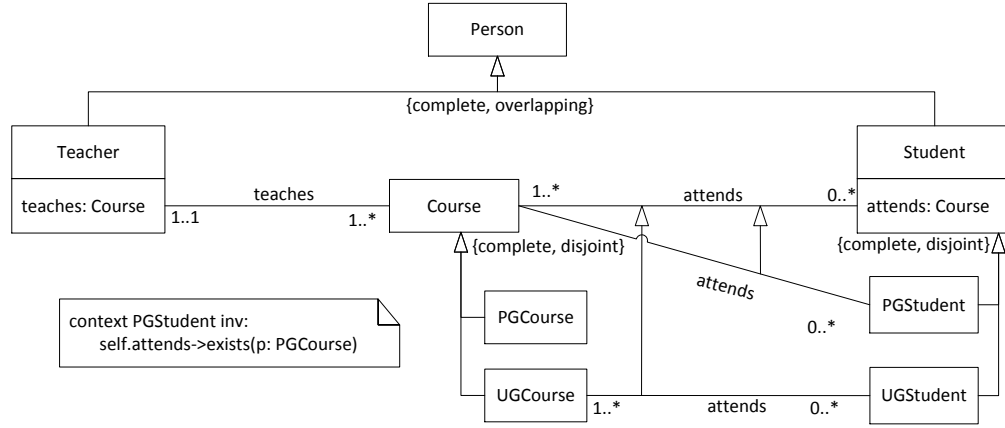 Person
{complete, overlapping}
Teacher
teaches: Course
teaches
1..1
1..*
Course
1..*
attends
0..*
Student
attends: Course
{complete, disjoint}
{complete, disjoint}
attends
PGCourse
PGStudent
0..*
context PGStudent inv:
self.attends->exists(p: PGCourse)
UGCourse
1..*
attends
0..*
UGStudent